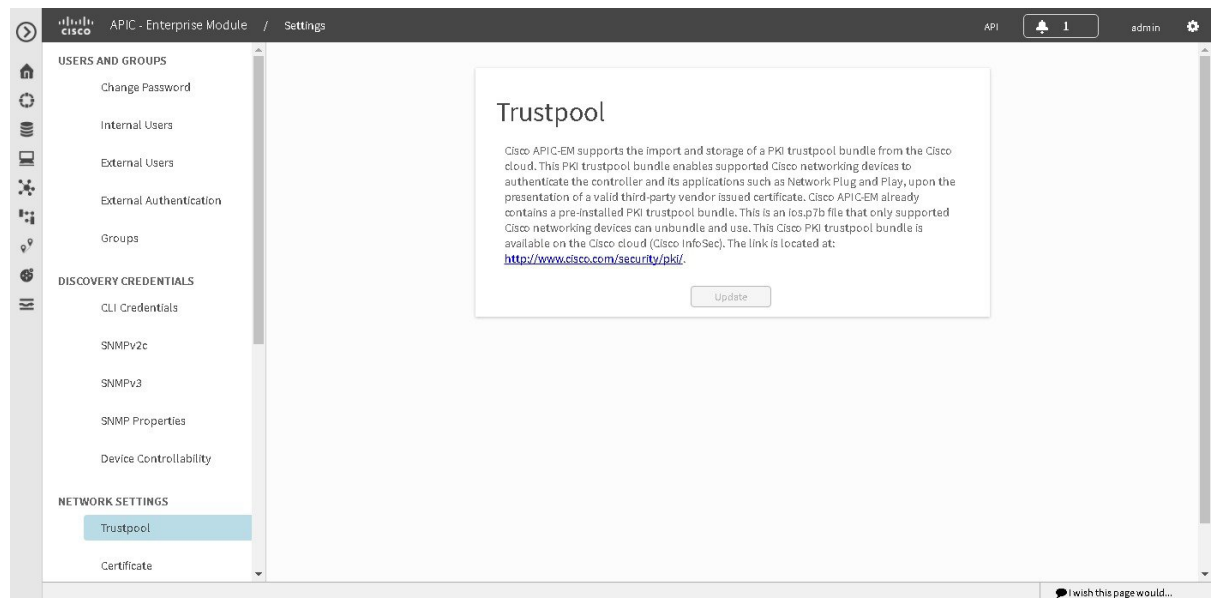 CISCO APIC - Enterprise Module / Settings API 1 admin
USERS AND GROUPS
Change Password
Internal Users
External Users
External Authentication
Groups
DISCOVERY CREDENTIALS
CLI Credentials
SNMPv2c
SNMPv3
SNMP Properties
Device Controllability
NETWORK SETTINGS
Trustpool
Certificate
Trustpool
Cisco APIC-EM supports the import and storage of a PKI trustpool bundle from the Cisco
cloud. This PKI trustpool bundle enables supported Cisco networking devices to
authenticate the controller and its applications such as Network Plug and Play, upon the
presentation of a valid third-party vendor issued certificate. Cisco APIC-EM already
contains a pre-installed PKI trustpool bundle. This is an ios.p7b file that only supported
Cisco networking devices can unbundle and use. This Cisco PKI trustpool bundle is
available on the Cisco cloud (Cisco InfoSec). The link is located at:
http://www.cisco.com/security/pki/.
Update
I wish this page would...